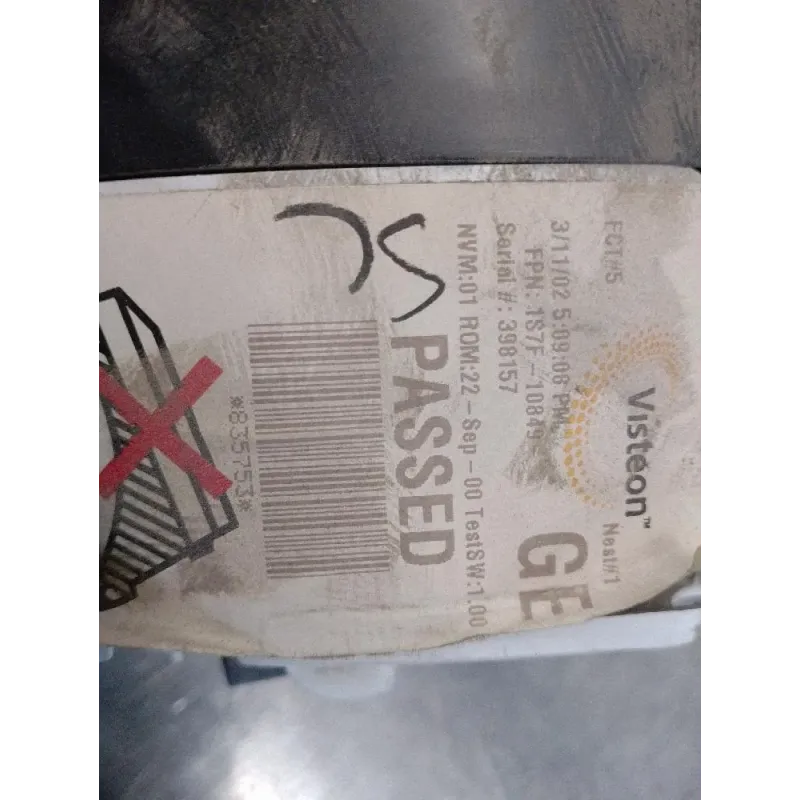 Visteon™
FCT#5 Nest#1
3/11/02 5:09:08 PM
FPN: 1S7F-10849 GE
Serial #: 398157
NVM:01 ROM:22-Sep-00 TestSW:1.00
PASSED
*835753*